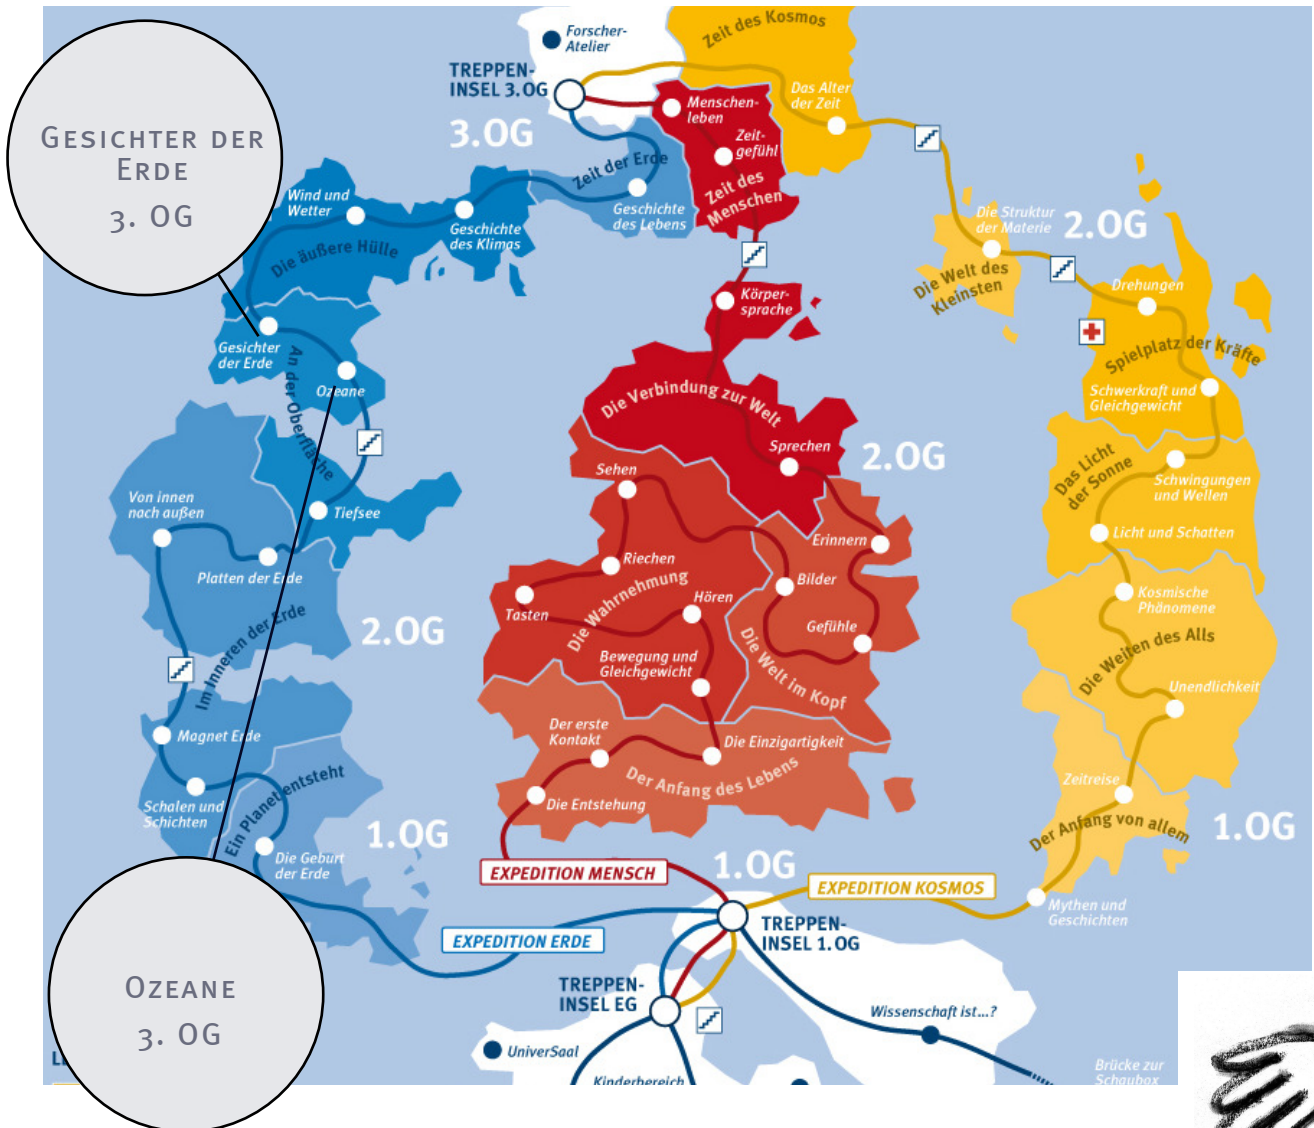 Zeit des Kosmos
Forscher-
Atelier
TREPPEN-
INSEL 3.OG
3.OG
Das Alter
der Zeit
Menschen-
leben
Zeit-
gefühl
Zeit des
Menschen
Zeit der Erde
Geschichte
des Lebens
GESICHTER DER
ERDE
3. OG
Wind und
Wetter
Geschichte
des Klimas
Die äußere Hülle
Die Struktur
der Materie
2.OG
Die Welt des
Kleinsten
Drehungen
Spielplatz der Kräfte
Schwerkraft und
Gleichgewicht
Körper-
sprache
Gesichter
der Erde
An der Oberfläche
Ozeane
Die Verbindung zur Welt
Sprechen
2.OG
Das Licht
der Sonne
Schwingungen
und Wellen
Licht und Schatten
Sehen
Von innen
nach außen
Tiefsee
Platten der Erde
Erinnern
Riechen
Bilder
Die Wahrnehmung
Tasten
Hören
Gefühle
Die Welt im Kopf
Bewegung und
Gleichgewicht
Kosmische
Phänomene
Die Weiten des Alls
Unendlichkeit
2.OG
Im Inneren der Erde
Magnet Erde
Schalen und
Schichten
Ein Planet entsteht
1.OG
Die Geburt
der Erde
Der erste
Kontakt
Die Einzigartigkeit
Der Anfang des Lebens
Die Entstehung
Zeitreise
Der Anfang von allem
1.OG
EXPEDITION MENSCH
1.OG
EXPEDITION KOSMOS
Mythen und
Geschichten
EXPEDITION ERDE
TREPPEN-
INSEL 1.OG
TREPPEN-
INSEL EG
Wissenschaft ist...?
UniverSaal
Kinderbereich
Brücke zur
Schaubox
OZEANE
3. OG